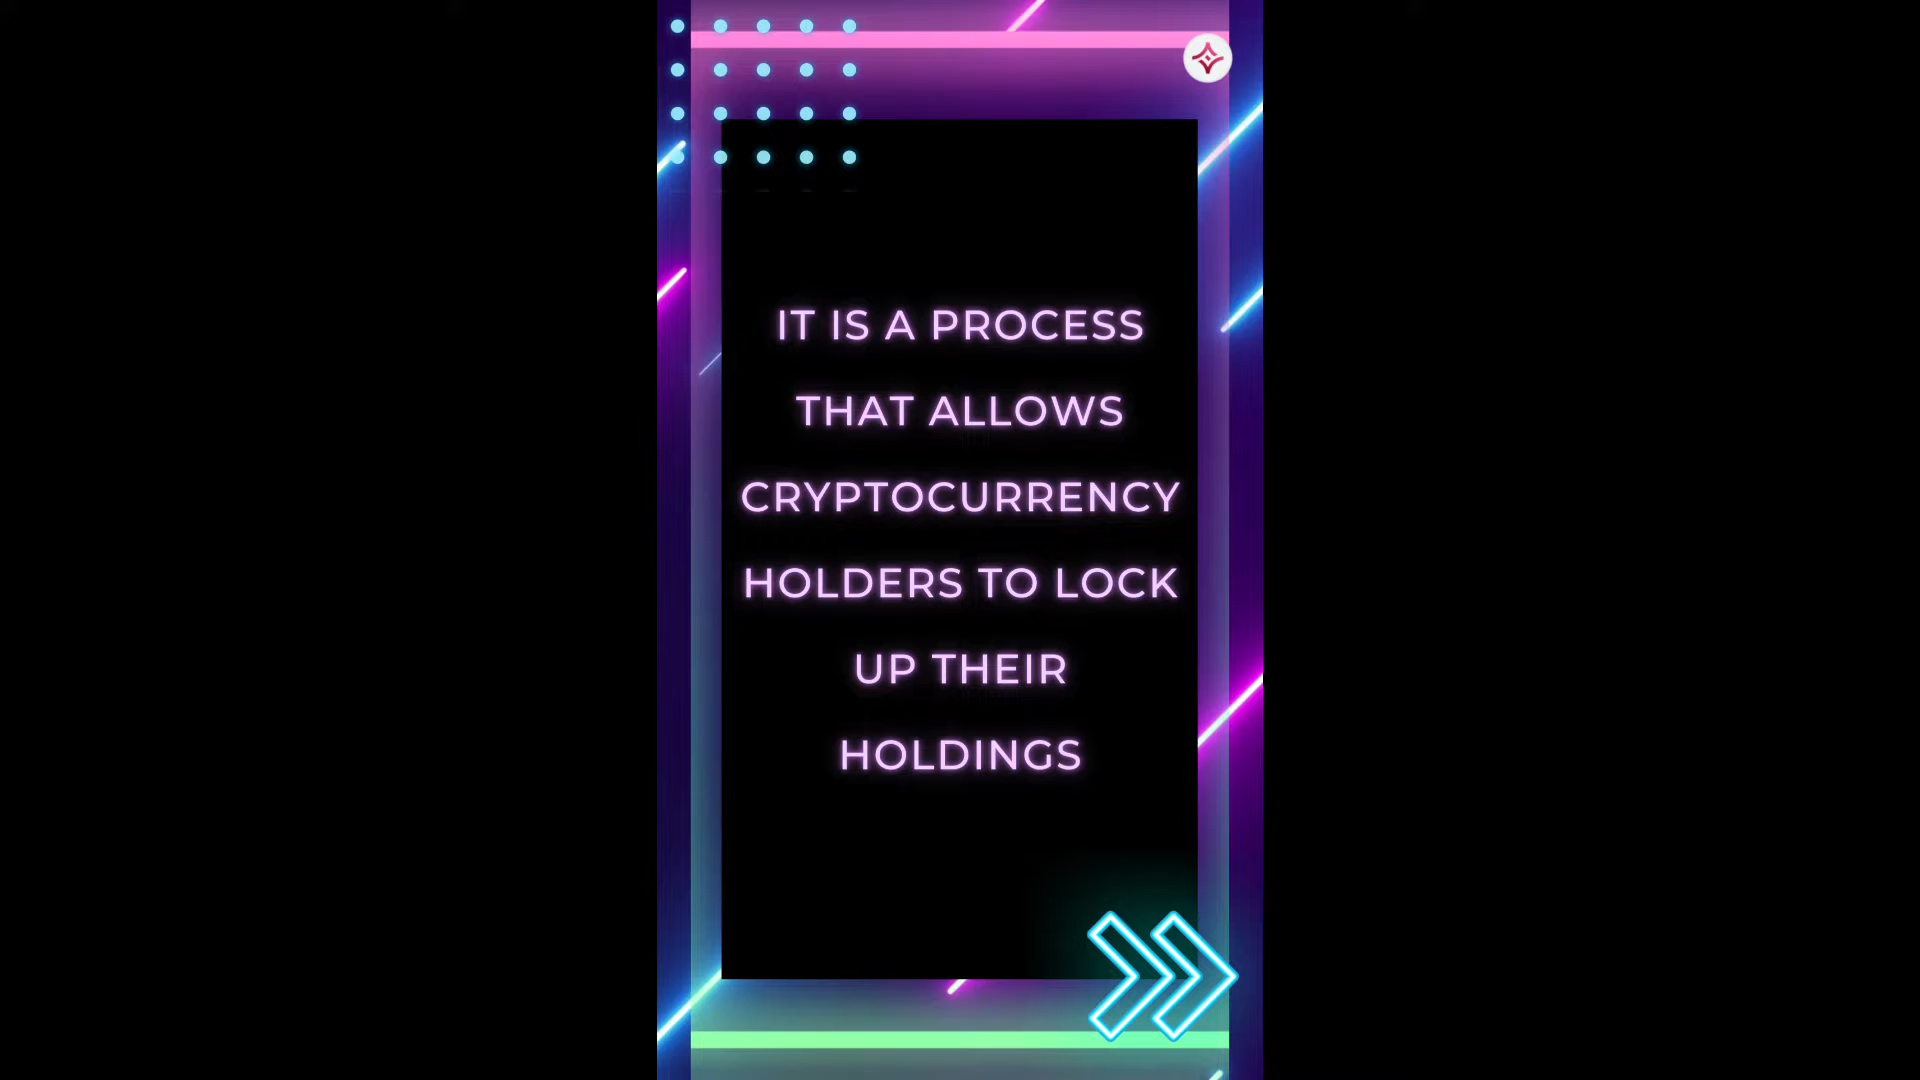 IT IS A PROCESS
THAT ALLOWS
CRYPTOCURRENCY
HOLDERS TO LOCK
UP THEIR
HOLDINGS